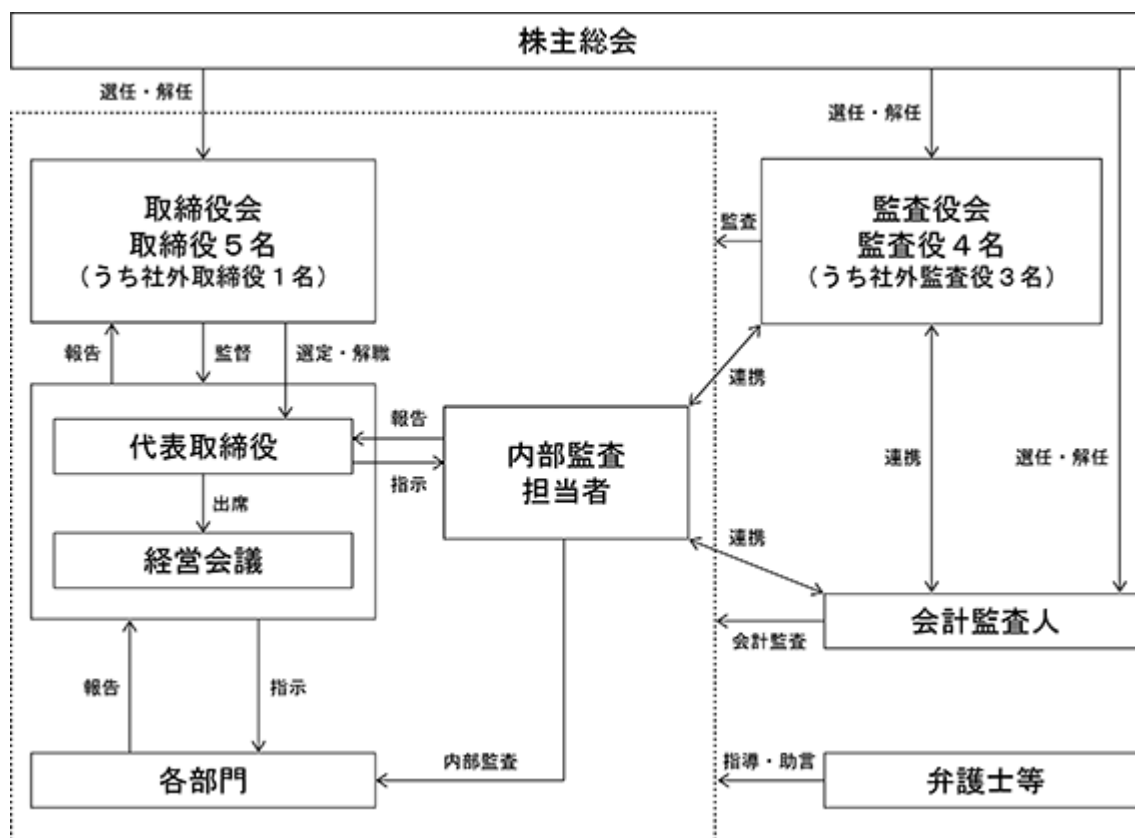 株主総会
選任・解任
選任・解任
取締役会
取締役５名
（うち社外取締役１名）
監査
監査役会
監査役４名
（うち社外監査役３名）
報告
監督
選定・解職
連携
代表取締役
報告
指示
内部監査
担当者
連携
選任・解任
出席
経営会議
連携
会計監査人
会計監査
報告
指示
各部門
内部監査
指導・助言
弁護士等